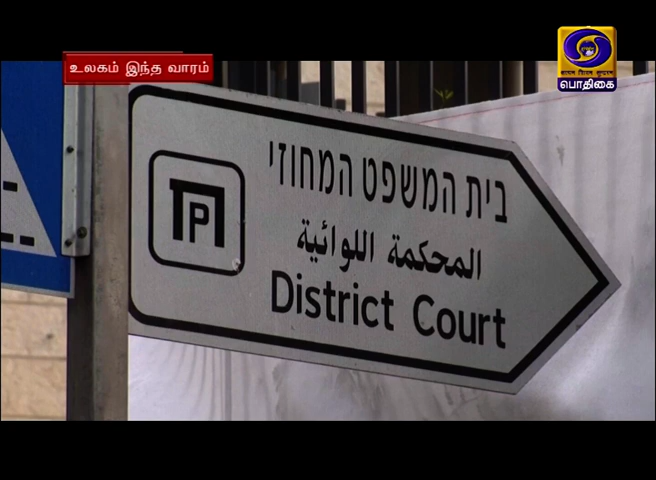 உலகம் இந்த வாரம்
பொதிகை
בית המשפט המחוזי
المحكمة اللوائية
P
District Court